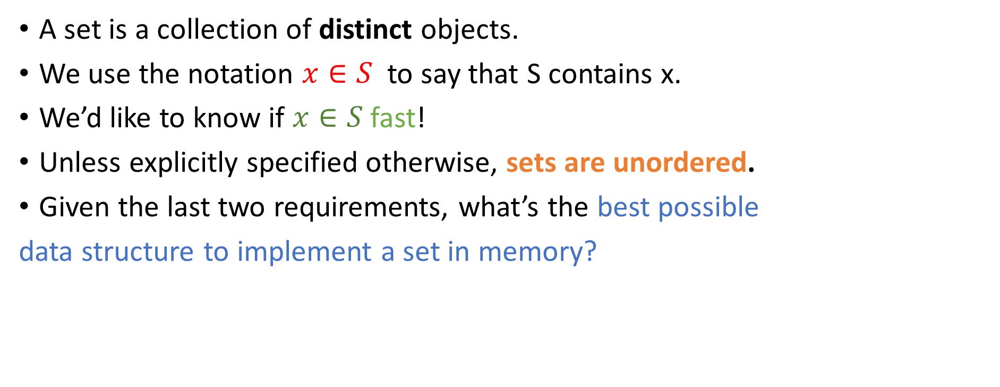 • A set is a collection of distinct objects.
• We use the notation x ∈ S to say that S contains x.
• We’d like to know if x ∈ S fast!
• Unless explicitly specified otherwise, sets are unordered.
• Given the last two requirements, what’s the best possible
data structure to implement a set in memory?